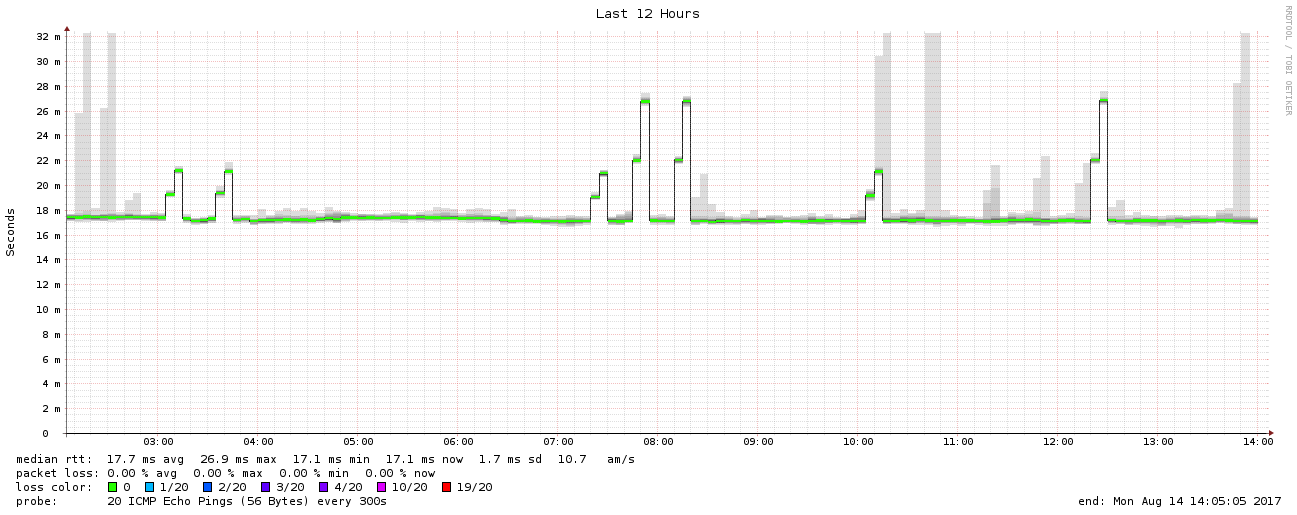 Last 12 Hours
RRDTOOL / TOBI OETIKER
Seconds
32 m
30 m
28 m
26 m
24 m
22 m
20 m
18 m
16 m
14 m
12 m
10 m
8 m
6 m
4 m
2 m
0
03:00 04:00 05:00 06:00 07:00 08:00 09:00 10:00 11:00 12:00 13:00 14:00
median rtt: 17.7 ms avg 26.9 ms max 17.1 ms min 17.1 ms now 1.7 ms sd 10.7 am/s
packet loss: 0.00 % avg 0.00 % max 0.00 % min 0.00 % now
loss color: 0 1/20 2/20 3/20 4/20 10/20 19/20
probe: 20 ICMP Echo Pings (56 Bytes) every 300s
end: Mon Aug 14 14:05:05 2017